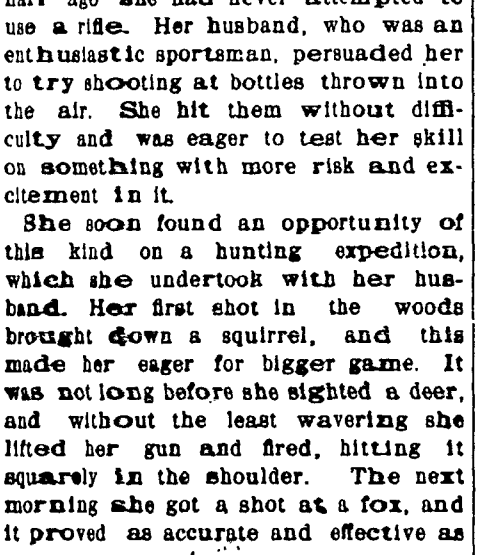 half ago she had never attempted to
use a rifle. Her husband, who was an
enthusiastic sportsman, persuaded her
to try shooting at bottles thrown into
the air. She hit them without diffi-
culty and was eager to test her skill
on something with more risk and ex-
citement in it.
She soon found an opportunity of
this kind on a hunting expedition,
which she undertook with her hus-
band. Her first shot in the woods
brought down a squirrel, and this
made her eager for bigger game. It
was not long before she sighted a deer,
and without the least wavering she
lifted her gun and fired, hitting it
squarely in the shoulder. The next
morning she got a shot at a fox, and
it proved as accurate and effective as